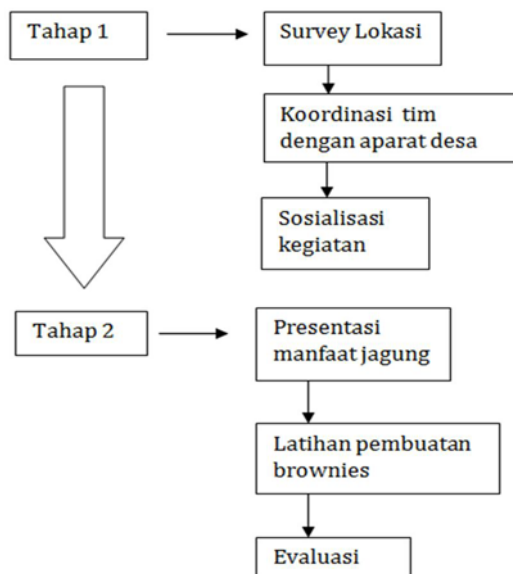 Tahap 1
Survey Lokasi
Koordinasi tim
dengan aparat desa
Sosialisasi
kegiatan
Tahap 2
Presentasi
manfaat jagung
Latihan pembuatan
brownies
Evaluasi